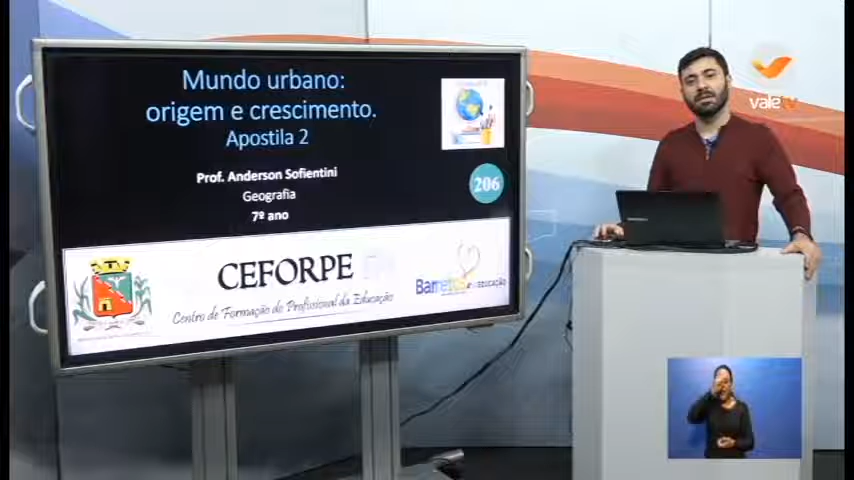 Mundo urbano:
origem e crescimento.
Apostila 2
Prof. Anderson Sofientini
Geografia
7º ano
206
CEFORPE
Centro de Formação do Profissional da Educação
EDUCAÇÃO
vale tv